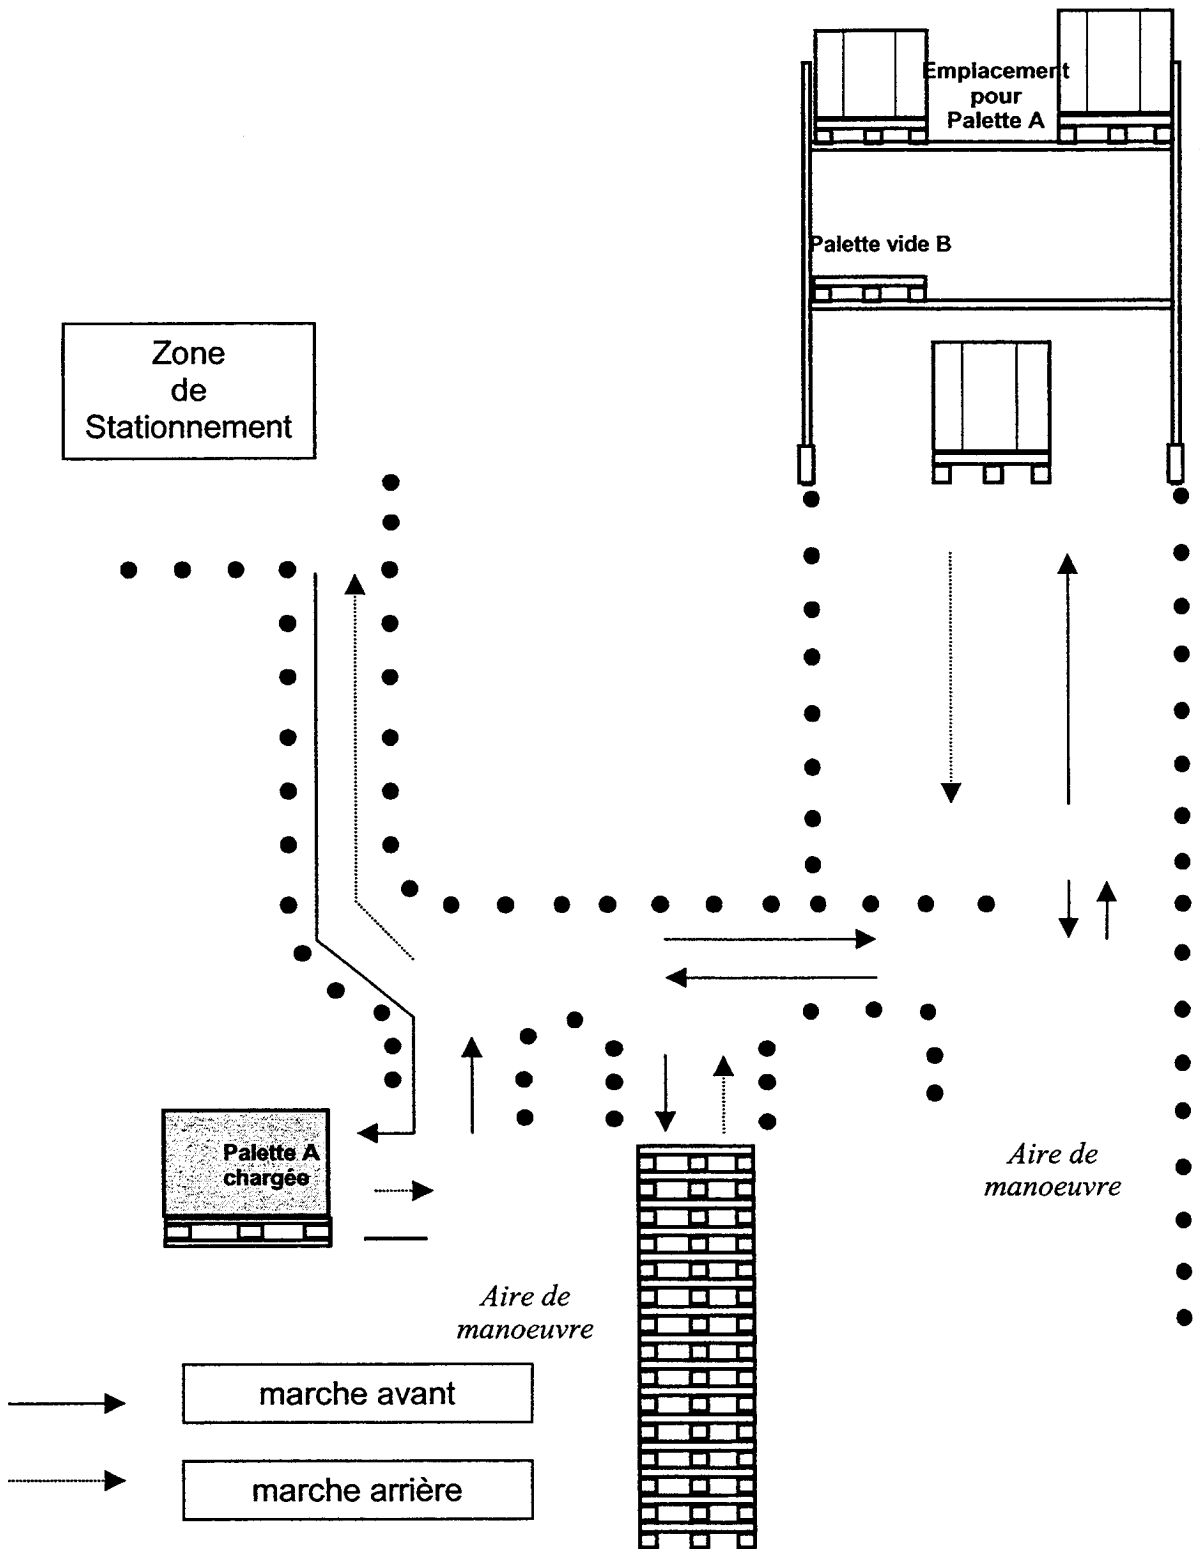 Emplacement
pour
Palette A
Palette vide B
Zone
de
Stationnement
Palette A
chargée
Aire de
manoeuvre
Aire de
manoeuvre
marche avant
marche arrière